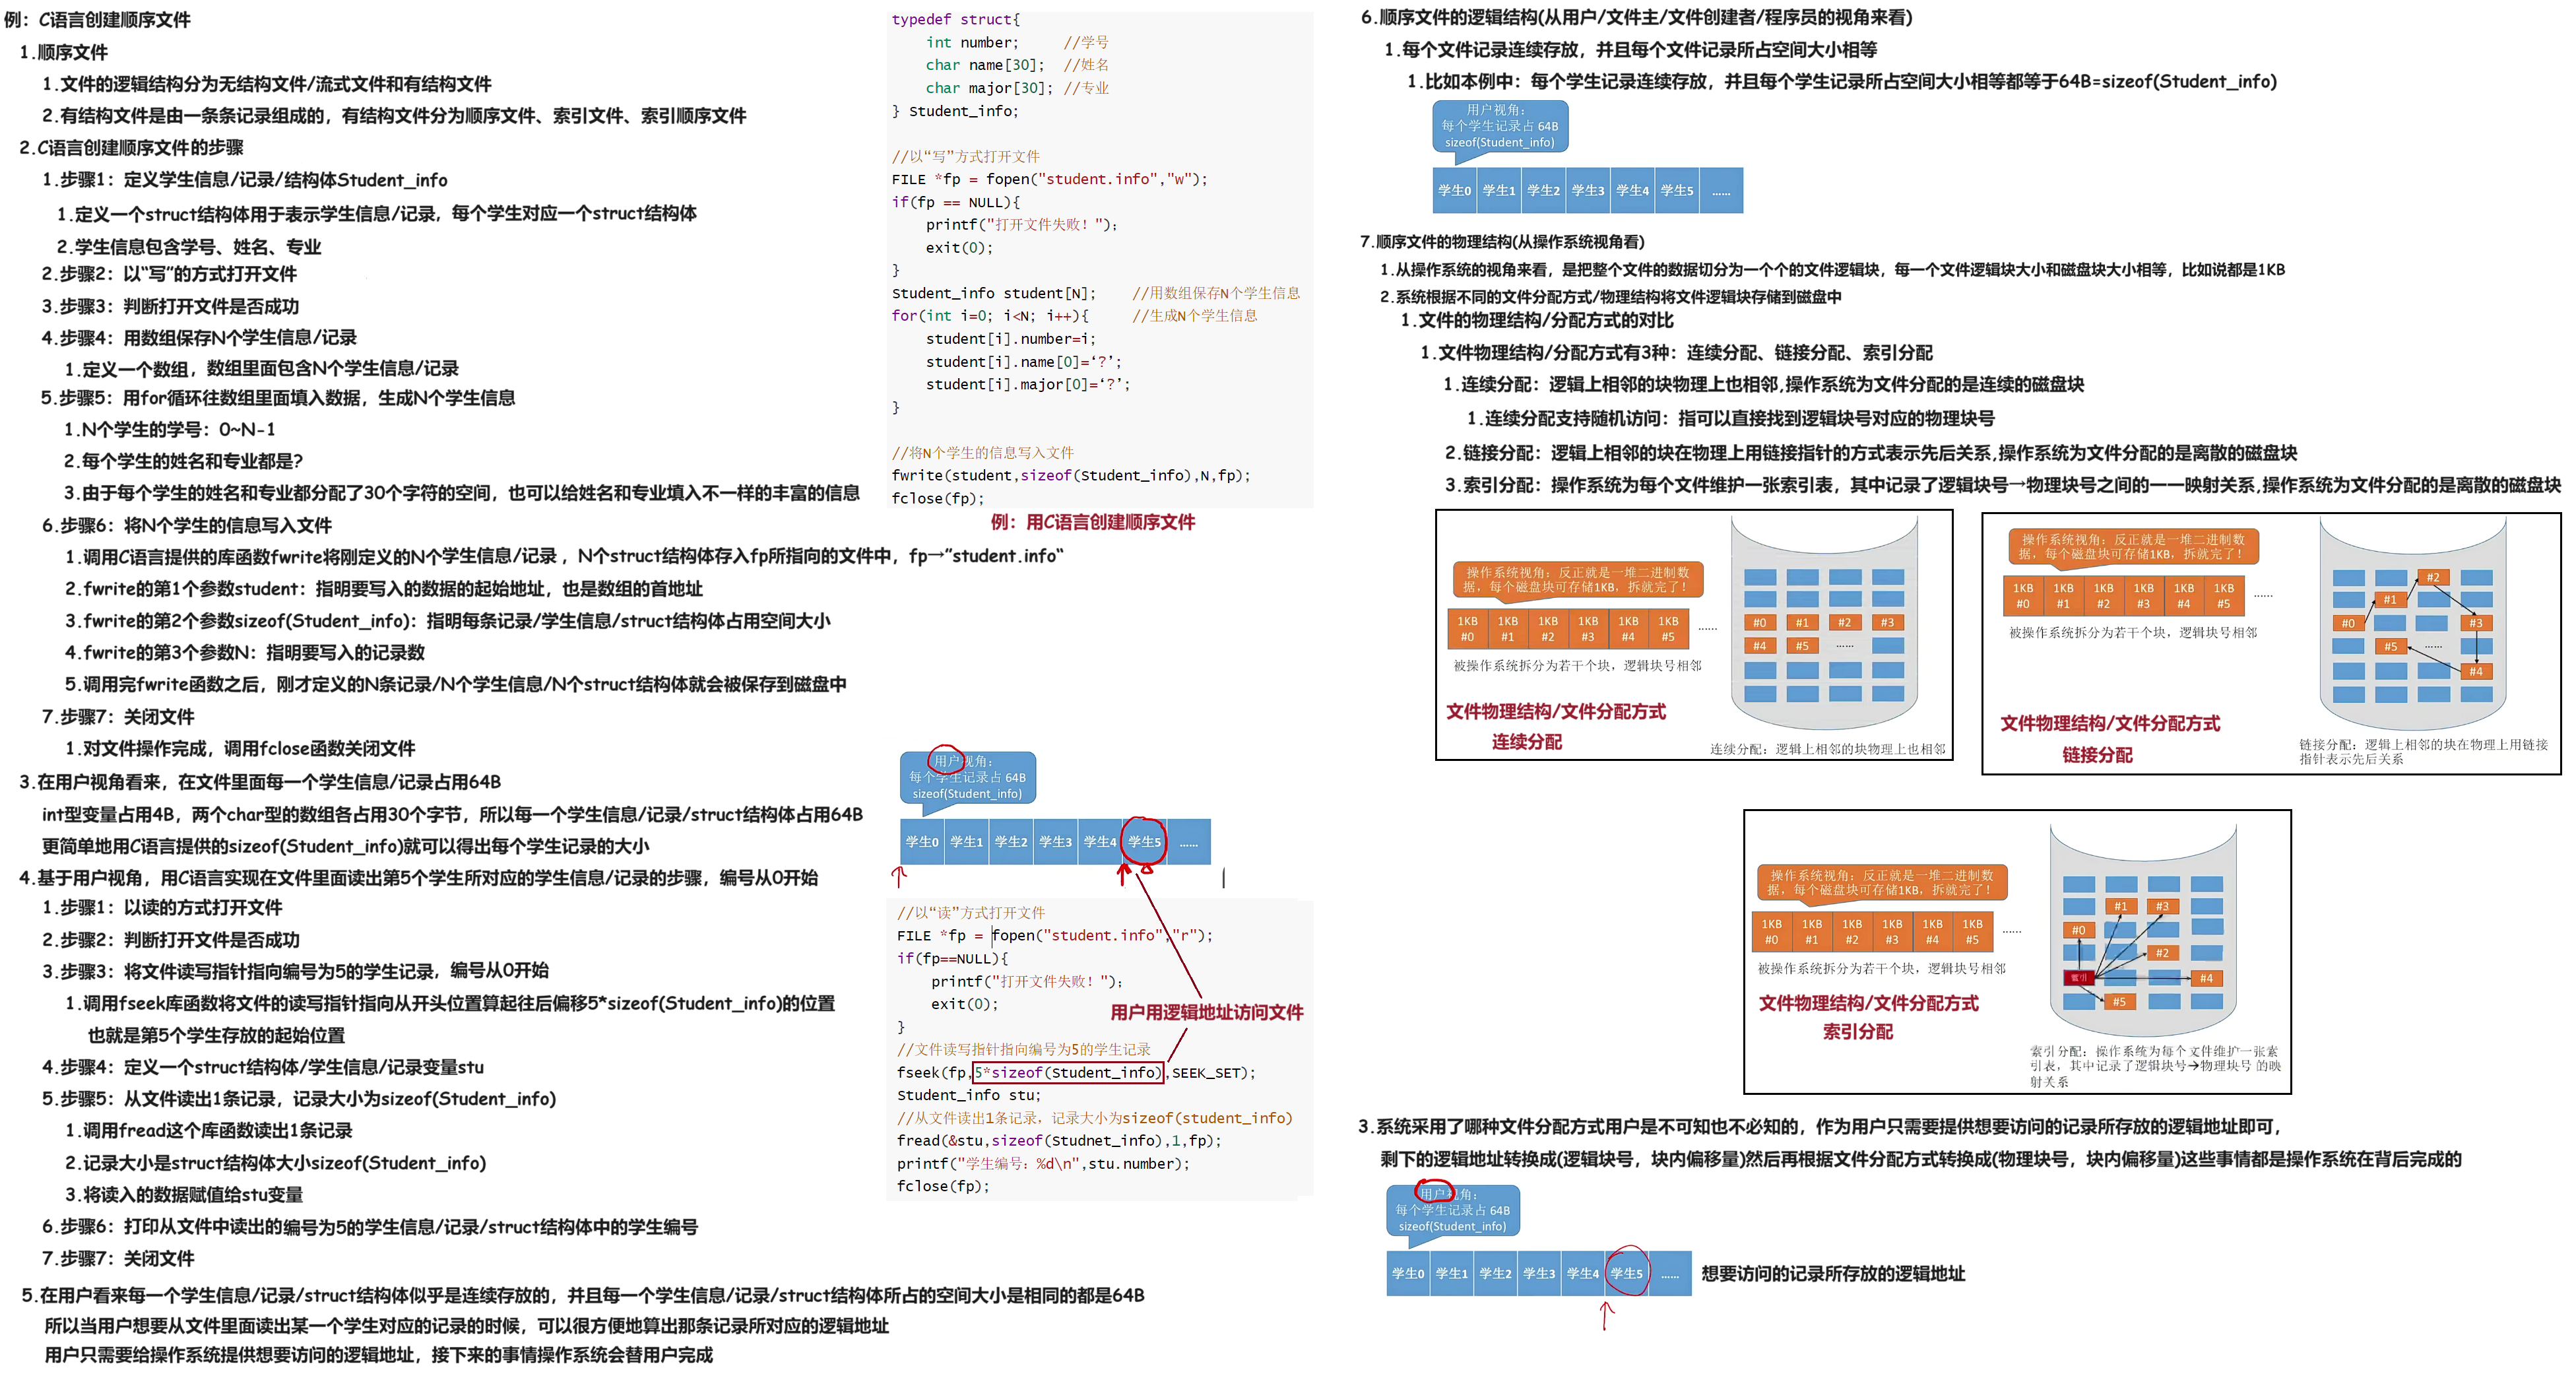 例：C语言创建顺序文件
1.顺序文件
1.文件的逻辑结构分为无结构文件/流式文件和有结构文件
2.有结构文件是由一条条记录组成的，有结构文件分为顺序文件、索引文件、索引顺序文件
2.C语言创建顺序文件的步骤
1.步骤1：定义学生信息/记录/结构体Student_info
1.定义一个struct结构体用于表示学生信息/记录，每个学生对应一个struct结构体
2.学生信息包含学号、姓名、专业
2.步骤2：以“写”的方式打开文件
3.步骤3：判断打开文件是否成功
4.步骤4：用数组保存N个学生信息/记录
1.定义一个数组，数组里面包含N个学生信息/记录
5.步骤5：用for循环往数组里面填入数据，生成N个学生信息
1.N个学生的学号：0~N-1
2.每个学生的姓名和专业都是?
3.由于每个学生的姓名和专业都分配了30个字符的空间，也可以给姓名和专业填入不一样的丰富的信息
6.步骤6：将N个学生的信息写入文件
1.调用C语言提供的库函数fwrite将刚定义的N个学生信息/记录，N个struct结构体存入fp所指向的文件中，fp→"student.info"
2.fwrite的第1个参数student：指明要写入的数据的起始地址，也是数组的首地址
3.fwrite的第2个参数sizeof(Student_info)：指明每条记录/学生信息/struct结构体占用空间大小
4.fwrite的第3个参数N：指明要写入的记录数
5.调用完fwrite函数之后，刚才定义的N条记录/N个学生信息/N个struct结构体就会被保存到磁盘中
7.步骤7：关闭文件
1.对文件操作完成，调用fclose函数关闭文件
3.在用户视角看来，在文件里面每一个学生信息/记录占用64B
int型变量占用4B，两个char型的数组各占用30个字节，所以每一个学生信息/记录/struct结构体占用64B
更简单地用C语言提供的sizeof(Student_info)就可以得出每个学生记录的大小
4.基于用户视角，用C语言实现在文件里面读出第5个学生所对应的学生信息/记录的步骤，编号从0开始
1.步骤1：以读的方式打开文件
2.步骤2：判断打开文件是否成功
3.步骤3：将文件读写指针指向编号为5的学生记录，编号从0开始
1.调用fseek库函数将文件的读写指针指向从开头位置算起往后偏移5*sizeof(Student_info)的位置
也就是第5个学生存放的起始位置
4.步骤4：定义一个struct结构体/学生信息/记录变量stu
5.步骤5：从文件读出1条记录，记录大小为sizeof(Student_info)
1.调用fread这个库函数读出1条记录
2.记录大小是struct结构体大小sizeof(Student_info)
3.将读入的数据赋值给stu变量
6.步骤6：打印从文件中读出的编号为5的学生信息/记录/struct结构体中的学生编号
7.步骤7：关闭文件
5.在用户看来每一个学生信息/记录/struct结构体似乎是连续存放的，并且每一个学生信息/记录/struct结构体所占的空间大小是相同的都是64B
所以当用户想要从文件里面读出某一个学生对应的记录的时候，可以很方便地算出那条记录所对应的逻辑地址
用户只需要给操作系统提供想要访问的逻辑地址，接下来的事情操作系统会替用户完成
typedef struct{
int number; //学号
char name[30]; //姓名
char major[30]; //专业
} Student_info;
//以“写”方式打开文件
FILE *fp = fopen("student.info","w");
if(fp == NULL){
printf("打开文件失败！");
exit(0);
}
Student_info student[N]; //用数组保存N个学生信息
for(int i=0; i<N; i++){ //生成N个学生信息
student[i].number=i;
student[i].name[0]=‘?’;
student[i].major[0]=‘?’;
}
//将N个学生的信息写入文件
fwrite(student,sizeof(Student_info),N,fp);
fclose(fp);
例：用C语言创建顺序文件
用户视角：
每个学生记录占 64B
sizeof(Student_info)
学生0 学生1 学生2 学生3 学生4 学生5 ……
//以“读”方式打开文件
FILE *fp = fopen("student.info","r");
if(fp==NULL){
printf("打开文件失败！");
exit(0);
}
用户用逻辑地址访问文件
//文件读写指针指向编号为5的学生记录
fseek(fp,5*sizeof(Student_info),SEEK_SET);
Student_info stu;
//从文件读出1条记录，记录大小为sizeof(student_info)
fread(&stu,sizeof(Studnet_info),1,fp);
printf("学生编号：%d\n",stu.number);
fclose(fp);
6.顺序文件的逻辑结构(从用户/文件主/文件创建者/程序员的视角来看)
1.每个文件记录连续存放，并且每个文件记录所占空间大小相等
1.比如本例中：每个学生记录连续存放，并且每个学生记录所占空间大小相等都等于64B=sizeof(Student_info)
用户视角：
每个学生记录占 64B
sizeof(Student_info)
学生0 学生1 学生2 学生3 学生4 学生5 ……
7.顺序文件的物理结构(从操作系统视角看)
1.从操作系统的视角来看，是把整个文件的数据切分为一个个的文件逻辑块，每一个文件逻辑块大小和磁盘块大小相等，比如说都是1KB
2.系统根据不同的文件分配方式/物理结构将文件逻辑块存储到磁盘中
1.文件的物理结构/分配方式的对比
1.文件物理结构/分配方式有3种：连续分配、链接分配、索引分配
1.连续分配：逻辑上相邻的块物理上也相邻,操作系统为文件分配的是连续的磁盘块
1.连续分配支持随机访问：指可以直接找到逻辑块号对应的物理块号
2.链接分配：逻辑上相邻的块在物理上用链接指针的方式表示先后关系,操作系统为文件分配的是离散的磁盘块
3.索引分配：操作系统为每个文件维护一张索引表，其中记录了逻辑块号→物理块号之间的一一映射关系,操作系统为文件分配的是离散的磁盘块
操作系统视角：反正就是一堆二进制数
据，每个磁盘块可存储1KB，拆就完了！
1KB 1KB 1KB 1KB 1KB 1KB ……
#0 #1 #2 #3 #4 #5
被操作系统拆分为若干个块，逻辑块号相邻
文件物理结构/文件分配方式
连续分配
#0 #1 #2 #3
#4 #5 ……
连续分配：逻辑上相邻的块物理上也相邻
操作系统视角：反正就是一堆二进制数
据，每个磁盘块可存储1KB，拆就完了！
1KB 1KB 1KB 1KB 1KB 1KB ……
#0 #1 #2 #3 #4 #5
被操作系统拆分为若干个块，逻辑块号相邻
文件物理结构/文件分配方式
链接分配
#2
#1
#0 #3
#5 ……
#4
链接分配：逻辑上相邻的块在物理上用链接
指针表示先后关系
操作系统视角：反正就是一堆二进制数
据，每个磁盘块可存储1KB，拆就完了！
1KB 1KB 1KB 1KB 1KB 1KB ……
#0 #1 #2 #3 #4 #5
被操作系统拆分为若干个块，逻辑块号相邻
文件物理结构/文件分配方式
索引分配
#1 #3
#0
#2
索引 #4
#5
索引分配：操作系统为每个文件维护一张索
引表，其中记录了逻辑块号→物理块号 的映
射关系
3.系统采用了哪种文件分配方式用户是不可知也不必知的，作为用户只需要提供想要访问的记录所存放的逻辑地址即可，
剩下的逻辑地址转换成(逻辑块号，块内偏移量)然后再根据文件分配方式转换成(物理块号，块内偏移量)这些事情都是操作系统在背后完成的
用户视角：
每个学生记录占 64B
sizeof(Student_info)
学生0 学生1 学生2 学生3 学生4 学生5 ……
想要访问的记录所存放的逻辑地址